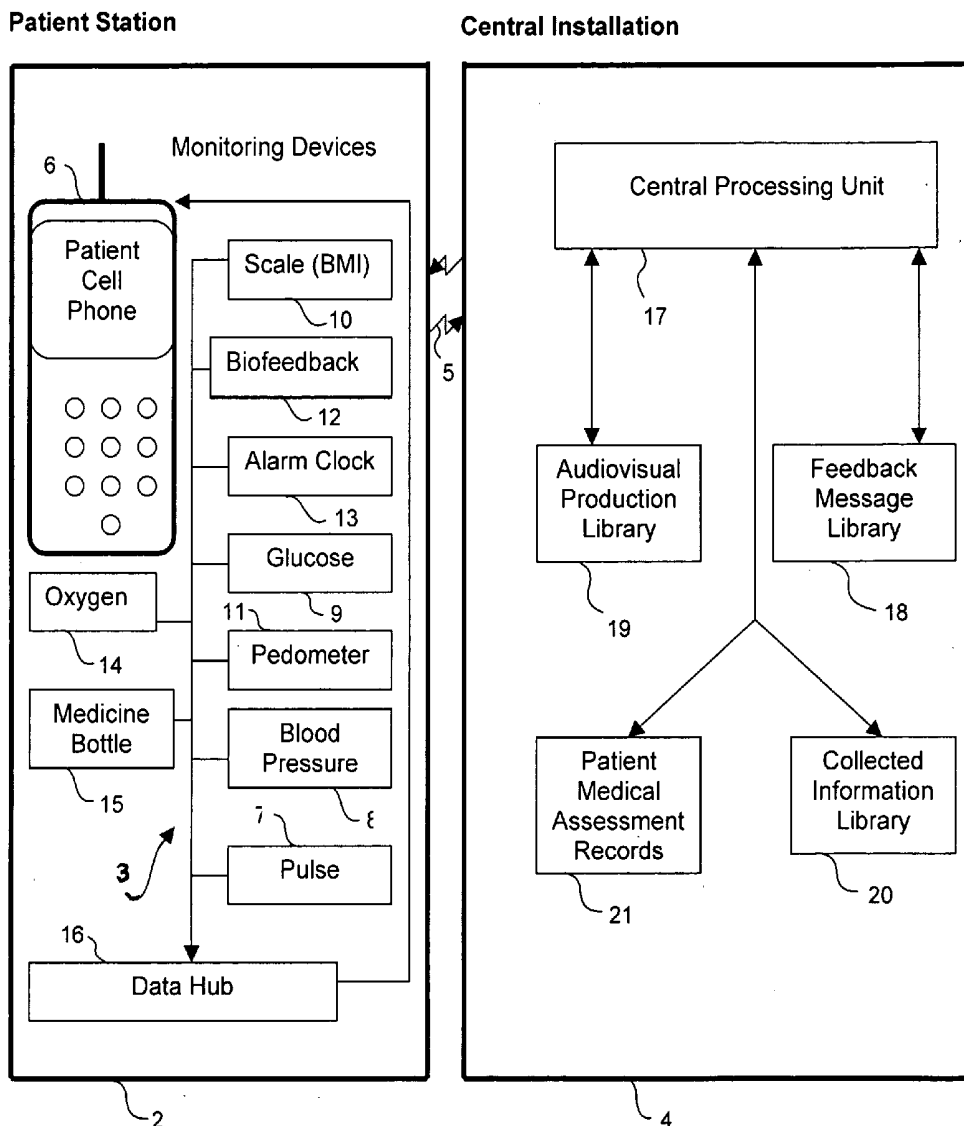 Patient Station
Central Installation
Monitoring Devices
6
Patient
Cell
Phone
Scale (BMI)
10
Biofeedback
12
Alarm Clock
13
Glucose
9
Oxygen
14
11
Pedometer
Medicine
Bottle
15
Blood
Pressure
8
7
Pulse
3
16
Data Hub
2
5
Central Processing Unit
17
Audiovisual
Production
Library
19
Feedback
Message
Library
18
Patient
Medical
Assessment
Records
21
Collected
Information
Library
20
4